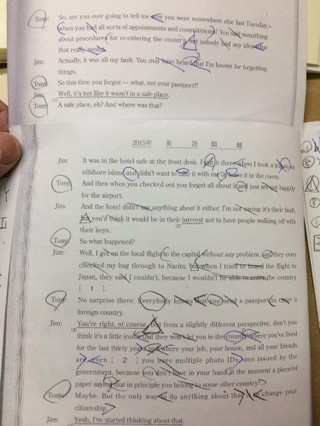 Tony: So, are you ever going to tell me why you were somewhere else last Tuesday,
when you had all sorts of appointments and commitments? You said something
about procedures for re-entering the country, but nobody had any idea what
that really meant.
Jim: Actually, it was all my fault. You may have heard that I'm known for forgetting
things.
Tony: So this time you forgot — what, not your passport!!
Jim: Well, it's not like it wasn't in a safe place.
Tony: A safe place, eh? And where was that?
2015年 英語 問題
Jim: It was in the hotel safe at the front desk. I put it there when I took a trip to an
offshore island and didn't want to take it with me or leave it in the room.
Tony: And then when you checked out you forgot all about it and just set out happily
for the airport.
Jim: And the hotel didn't say anything about it either. I'm not saying it's their fault,
but you'd think it would be in their interest not to have people walking off with
their keys.
Tony: So what happened?
Jim: Well, I got on the local flight to the capital without any problem, and they even
checked my bag through to Narita, but when I tried to board the flight to
Japan, they said I couldn't, because I wouldn't be able to enter the country
[ 1 ].
Tony: No surprise there. Everybody knows that you need a passport to enter a
foreign country.
Jim: You're right, of course. But from a slightly different perspective, don't you
think it's a little ironic that they won't let you in the country where you've lived
for the last thirty years, where your job, your house, and all your friends
are, even [ 2 ] you have multiple photo IDs, one issued by the
government, because you don't have in your hand at the moment a piece of
paper saying that in principle you belong to some other country?
Tony: Maybe. But the only way to do anything about that is to change your
citizenship.
Jim: Yeah, I've started thinking about that.